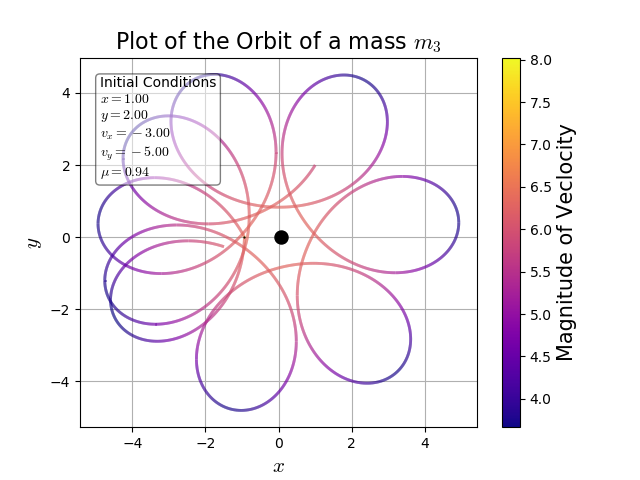 Plot of the Orbit of a mass m₃
Initial Conditions
x = 1.00
y = 2.00
vₓ = −3.00
v_y = −5.00
μ = 0.94
4
2
0
−2
−4
y
−4
−2
0
2
4
x
8.0
7.5
7.0
6.5
6.0
5.5
5.0
4.5
4.0
Magnitude of Veclocity